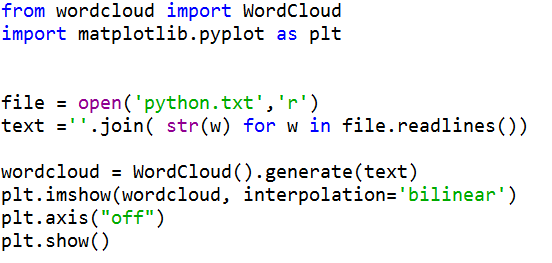 from wordcloud import WordCloud
import matplotlib.pyplot as plt
file = open('python.txt','r')
text =''.join( str(w) for w in file.readlines())
wordcloud = WordCloud().generate(text)
plt.imshow(wordcloud, interpolation='bilinear')
plt.axis("off")
plt.show()